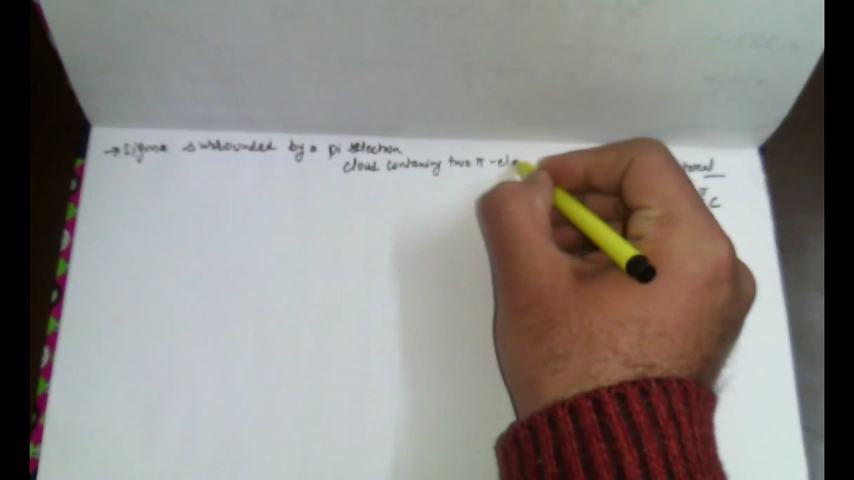 → Sigma surrounded by a pi electron
cloud containing two π-ele
C